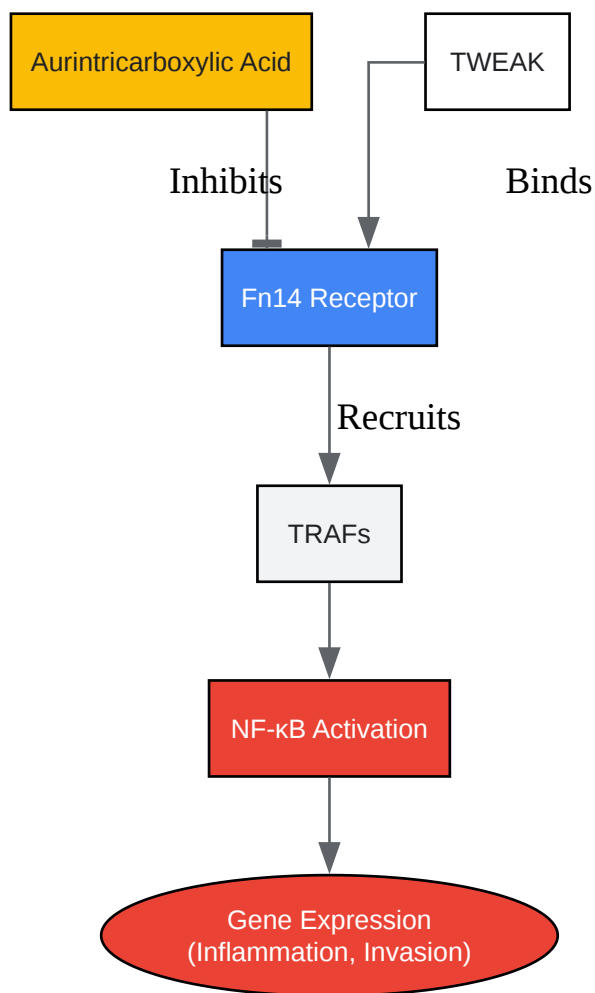 Aurintricarboxylic Acid
TWEAK
Inhibits
Binds
Fn14 Receptor
Recruits
TRAFs
NF-κB Activation
Gene Expression
(Inflammation, Invasion)